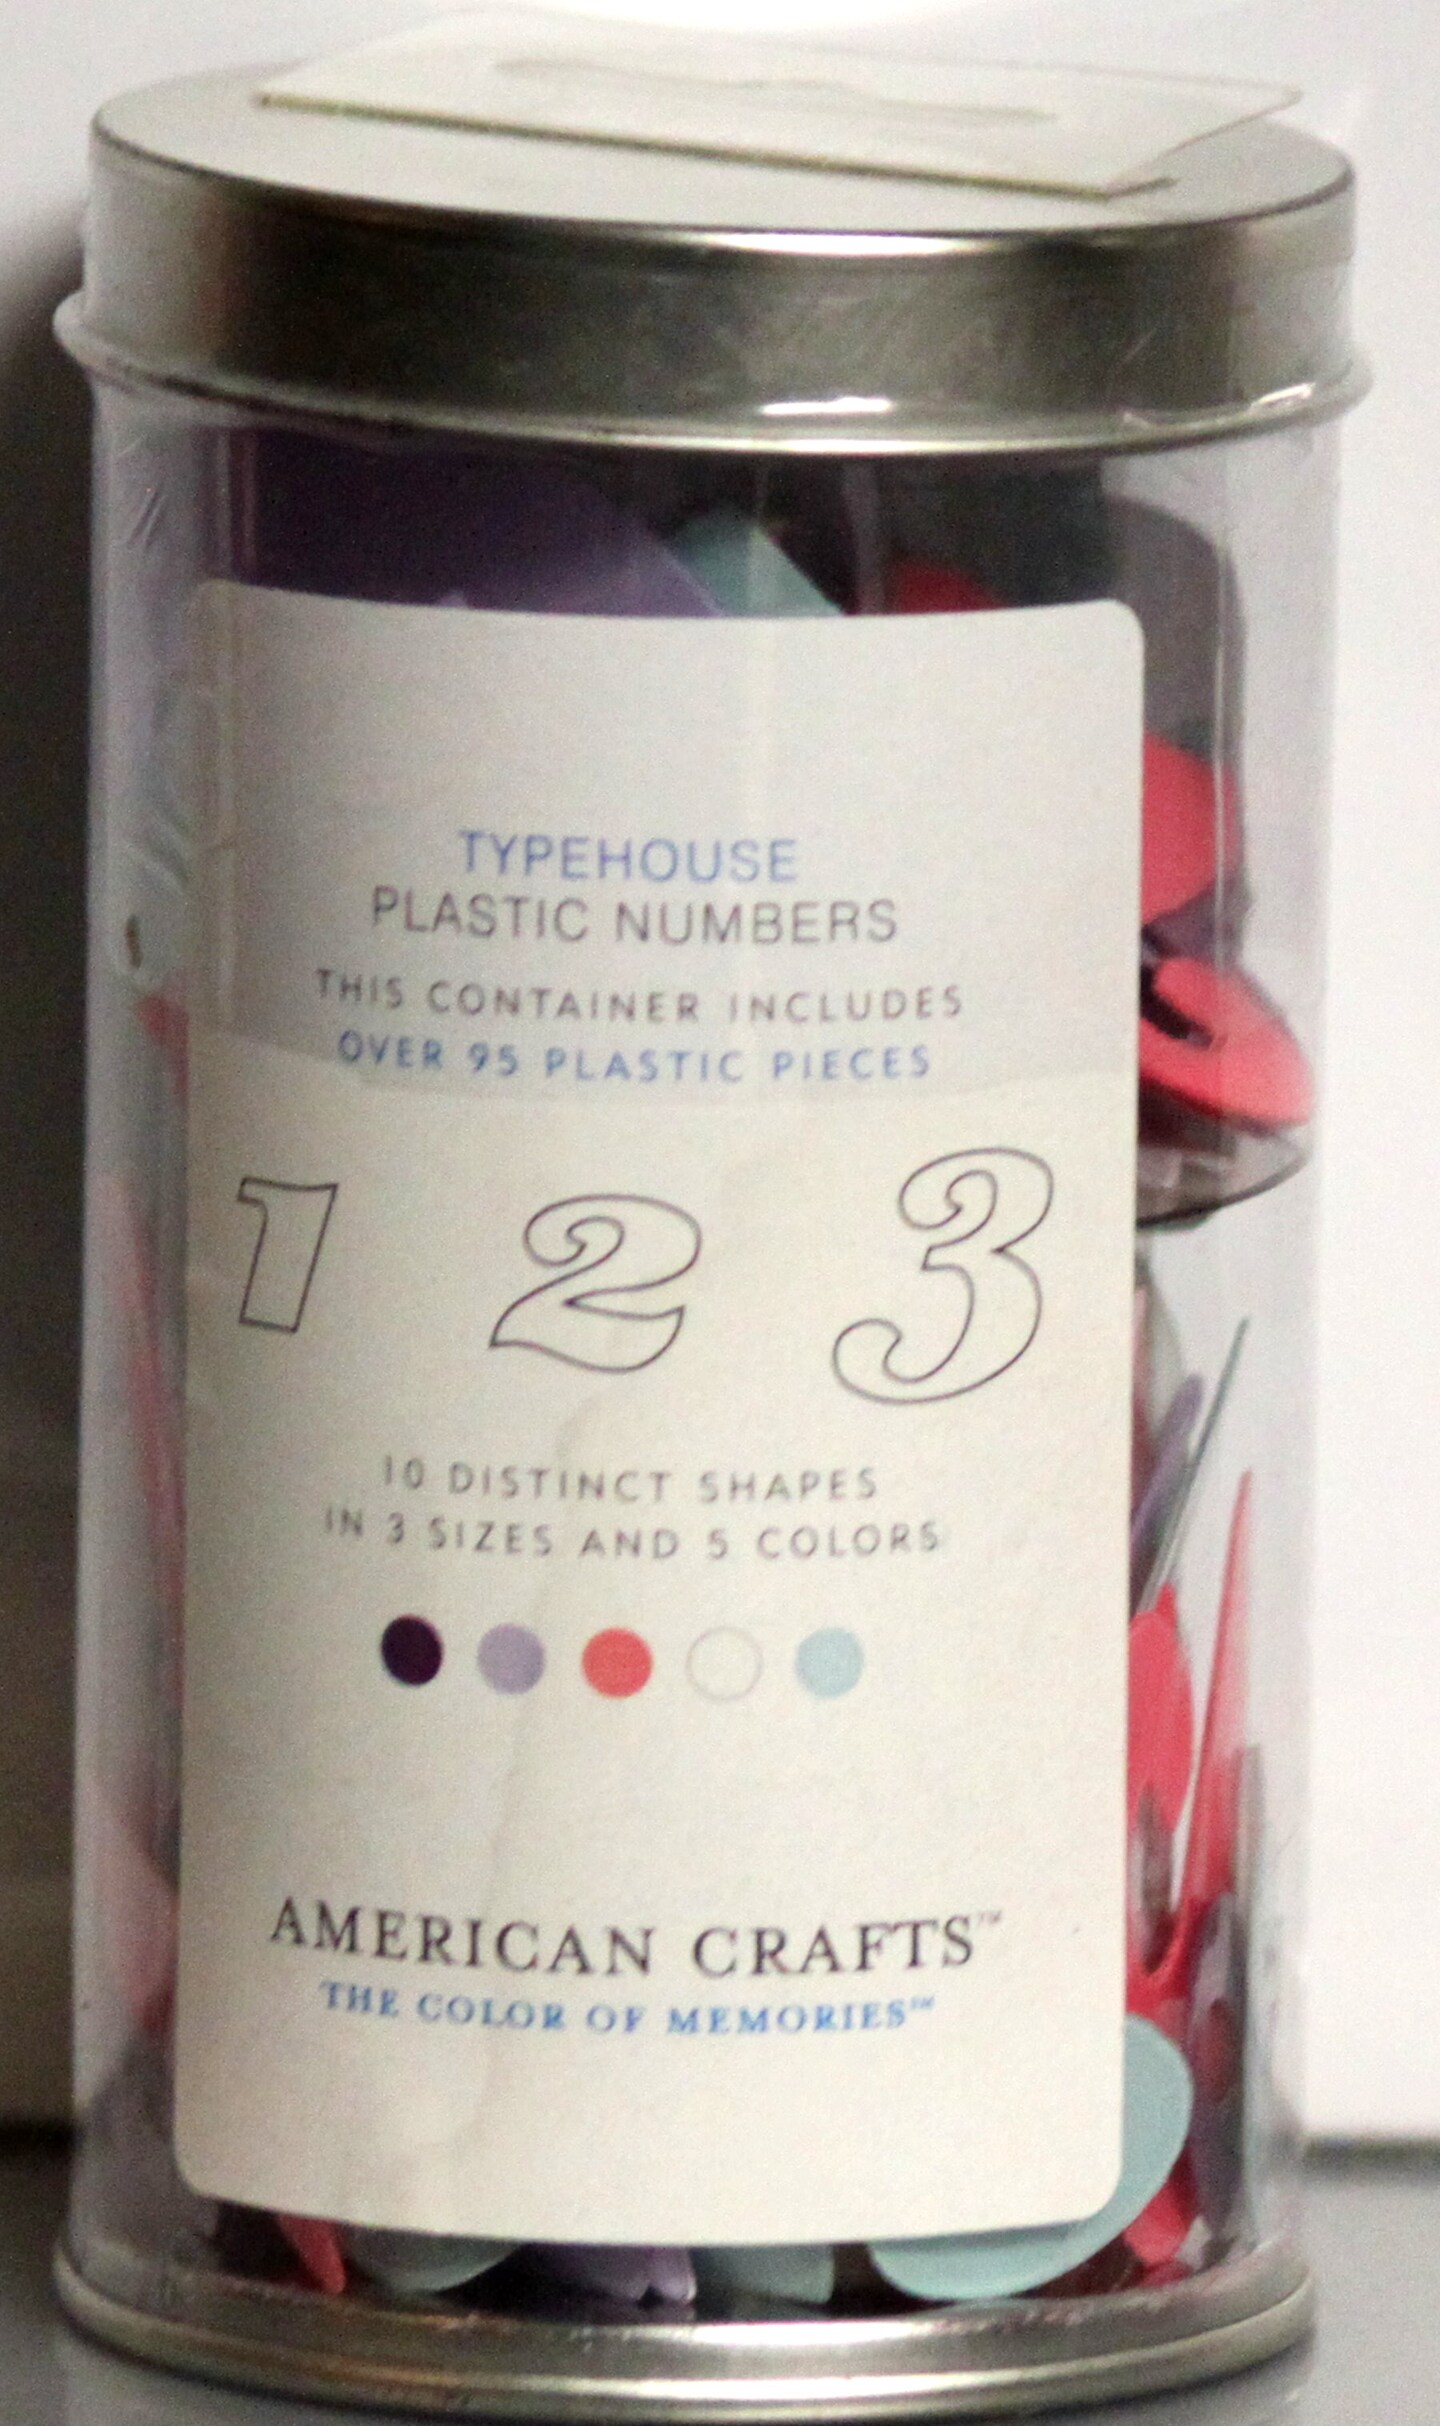 TYPEHOUSE
PLASTIC NUMBERS
THIS CONTAINER INCLUDES
OVER 95 PLASTIC PIECES
1 2 3
10 DISTINCT SHAPES
IN 3 SIZES AND 5 COLORS
AMERICAN CRAFTS™
THE COLOR OF MEMORIES™